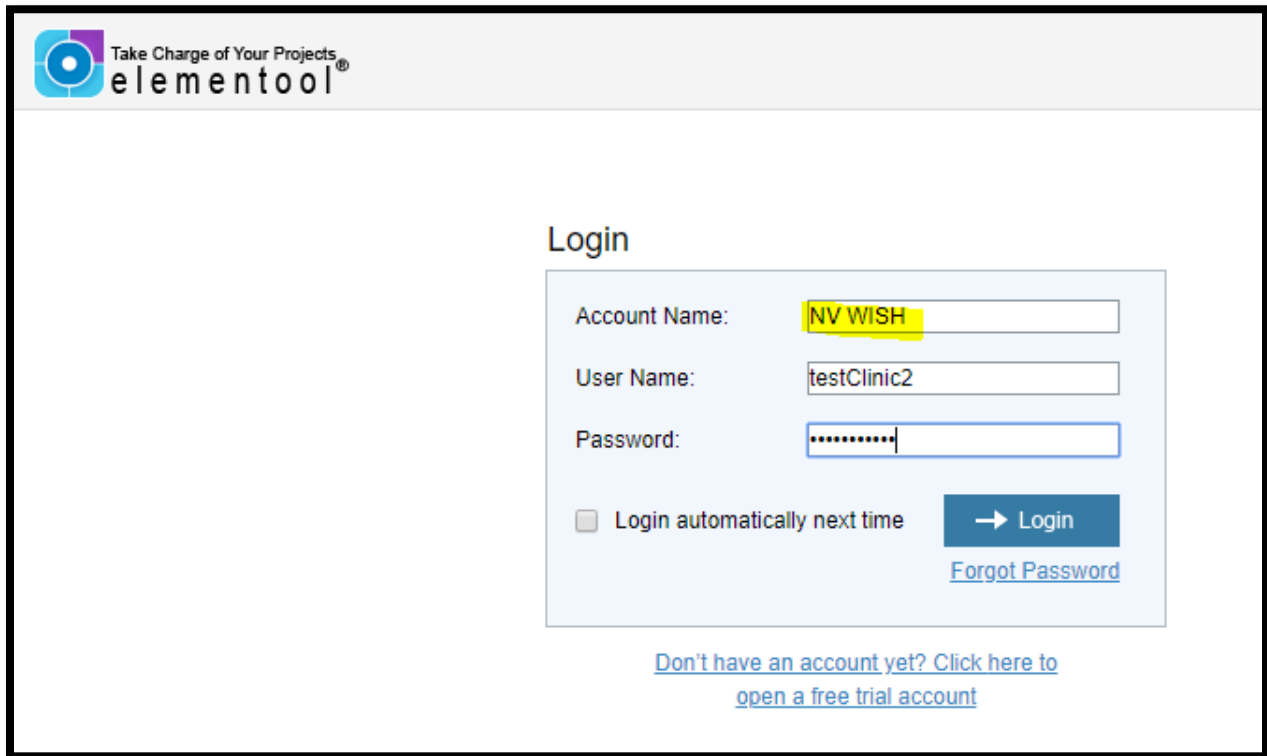 Take Charge of Your Projects
elementool®
Login
Account Name: NV WISH
User Name: testClinic2
Password: •••••••••••
Login automatically next time → Login
Forgot Password
Don't have an account yet? Click here to
open a free trial account